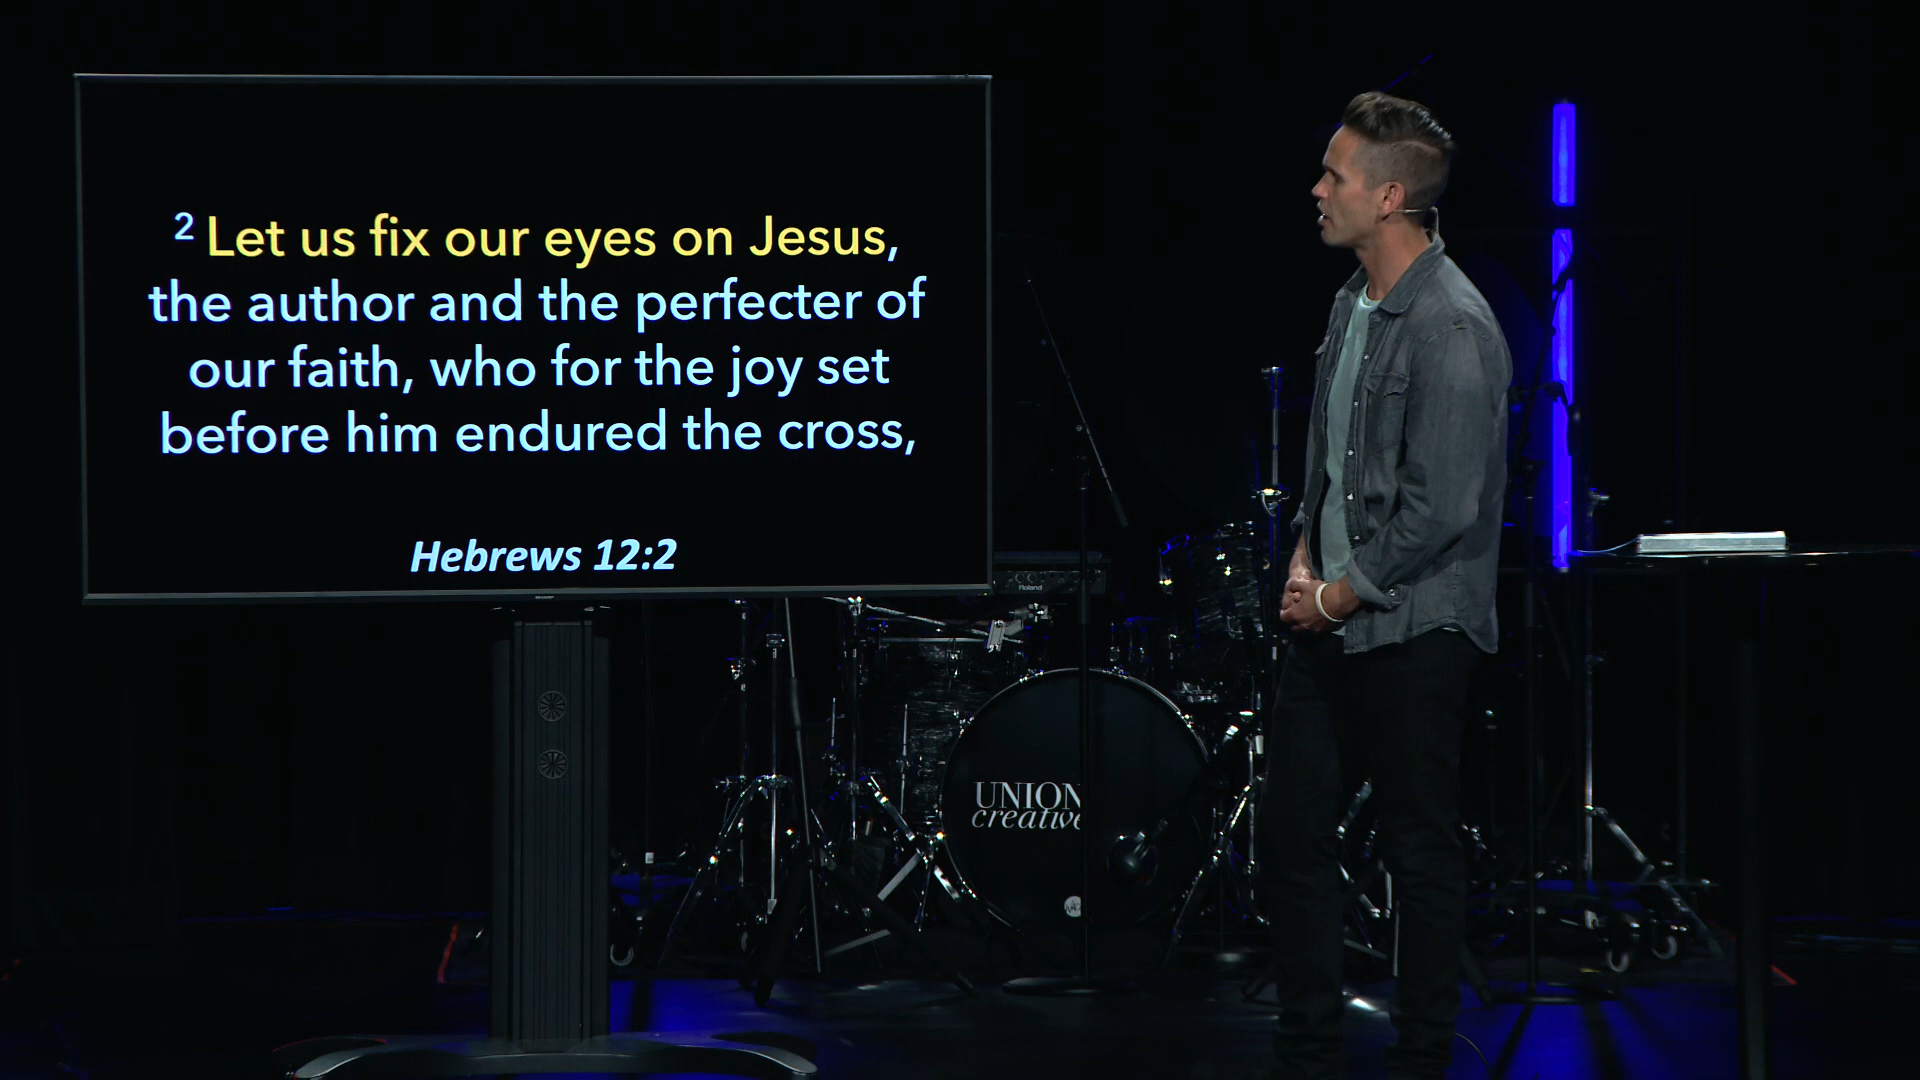 2 Let us fix our eyes on Jesus,
the author and the perfecter of
our faith, who for the joy set
before him endured the cross,
Hebrews 12:2
Roland
UNION
creative